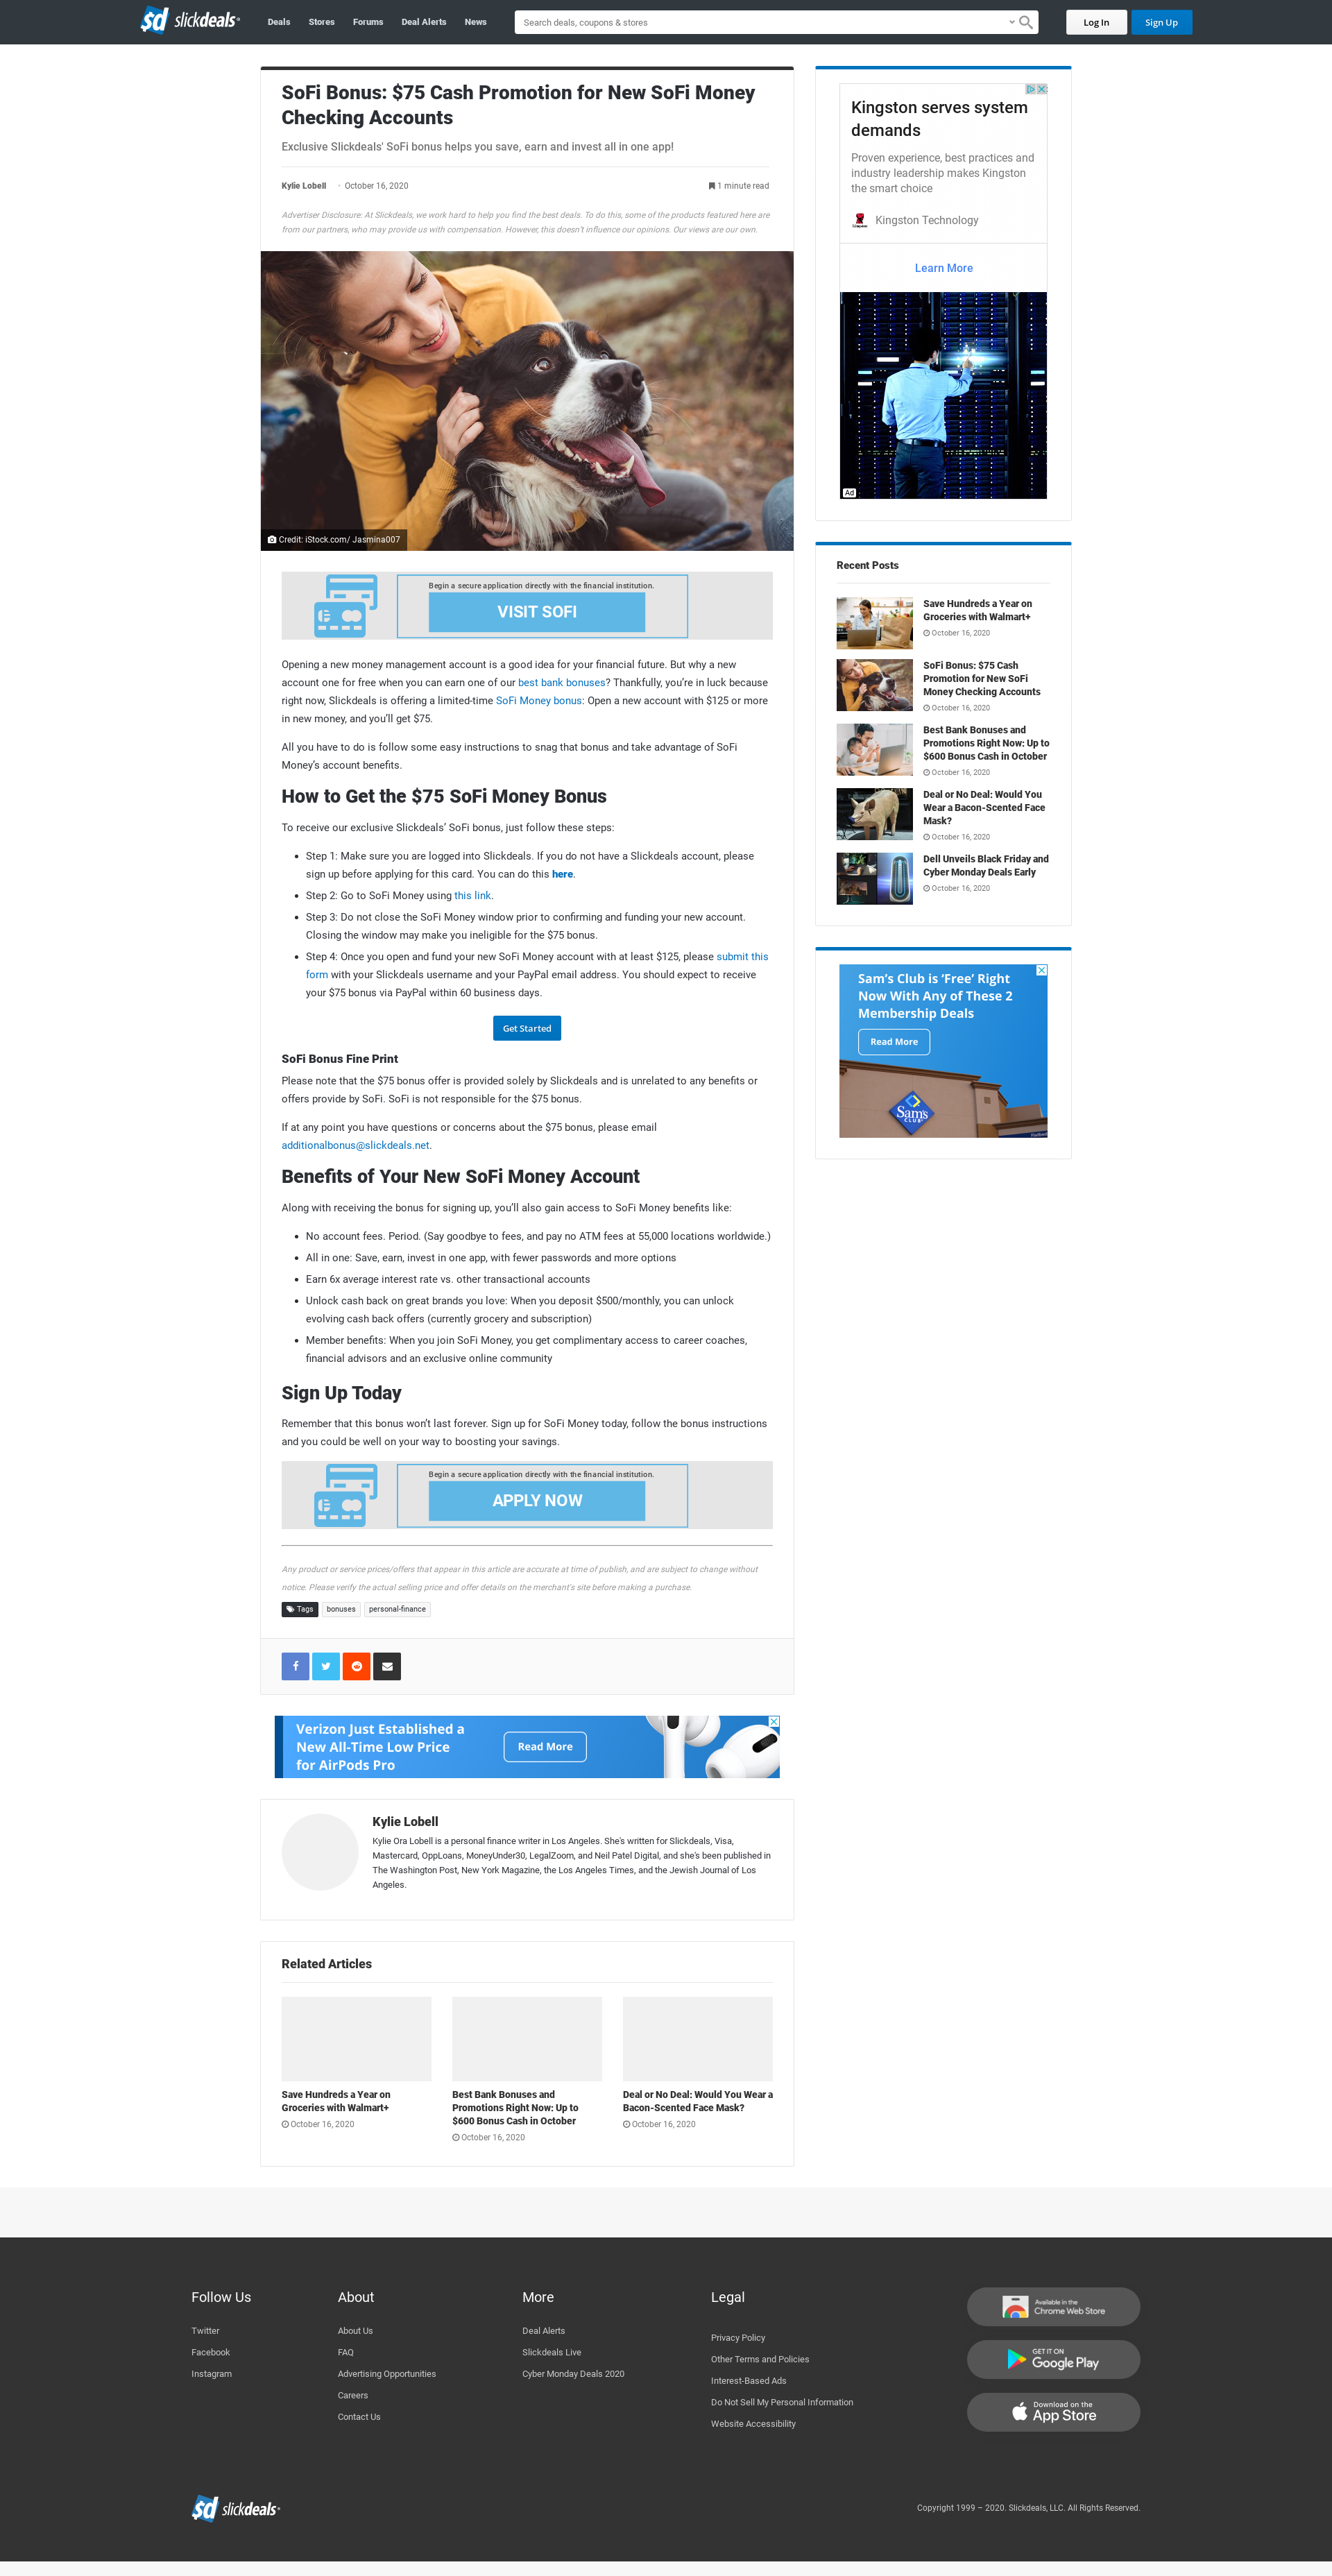 slickdeals
Deals
Stores
Forums
Deal Alerts
News
Search deals, coupons & stores
Log In
Sign Up
SoFi Bonus: $75 Cash Promotion for New SoFi Money
Checking Accounts
Exclusive Slickdeals' SoFi bonus helps you save, earn and invest all in one app!
Kylie Lobell
October 16, 2020
1 minute read
Advertiser Disclosure: At Slickdeals, we work hard to help you find the best deals. To do this, some of the products featured here are
from our partners, who may provide us with compensation. However, this doesn't influence our opinions. Our views are our own.
Credit: iStock.com/ Jasmina007
Begin a secure application directly with the financial institution.
VISIT SOFI
Opening a new money management account is a good idea for your financial future. But why a new
account one for free when you can earn one of our best bank bonuses? Thankfully, you're in luck because
right now, Slickdeals is offering a limited-time SoFi Money bonus: Open a new account with $125 or more
in new money, and you'll get $75.
All you have to do is follow some easy instructions to snag that bonus and take advantage of SoFi
Money's account benefits.
How to Get the $75 SoFi Money Bonus
To receive our exclusive Slickdeals' SoFi bonus, just follow these steps:
• Step 1: Make sure you are logged into Slickdeals. If you do not have a Slickdeals account, please
sign up before applying for this card. You can do this here.
• Step 2: Go to SoFi Money using this link.
• Step 3: Do not close the SoFi Money window prior to confirming and funding your new account.
Closing the window may make you ineligible for the $75 bonus.
• Step 4: Once you open and fund your new SoFi Money account with at least $125, please submit this
form with your Slickdeals username and your PayPal email address. You should expect to receive
your $75 bonus via PayPal within 60 business days.
Get Started
SoFi Bonus Fine Print
Please note that the $75 bonus offer is provided solely by Slickdeals and is unrelated to any benefits or
offers provide by SoFi. SoFi is not responsible for the $75 bonus.
If at any point you have questions or concerns about the $75 bonus, please email
additionalbonus@slickdeals.net.
Benefits of Your New SoFi Money Account
Along with receiving the bonus for signing up, you'll also gain access to SoFi Money benefits like:
• No account fees. Period. (Say goodbye to fees, and pay no ATM fees at 55,000 locations worldwide.)
• All in one: Save, earn, invest in one app, with fewer passwords and more options
• Earn 6x average interest rate vs. other transactional accounts
• Unlock cash back on great brands you love: When you deposit $500/monthly, you can unlock
evolving cash back offers (currently grocery and subscription)
• Member benefits: When you join SoFi Money, you get complimentary access to career coaches,
financial advisors and an exclusive online community
Sign Up Today
Remember that this bonus won't last forever. Sign up for SoFi Money today, follow the bonus instructions
and you could be well on your way to boosting your savings.
Begin a secure application directly with the financial institution.
APPLY NOW
Any product or service prices/offers that appear in this article are accurate at time of publish, and are subject to change without
notice. Please verify the actual selling price and offer details on the merchant's site before making a purchase.
Tags
bonuses
personal-finance
Verizon Just Established a
New All-Time Low Price
for AirPods Pro
Read More
Kylie Lobell
Kylie Ora Lobell is a personal finance writer in Los Angeles. She's written for Slickdeals, Visa,
Mastercard, OppLoans, MoneyUnder30, LegalZoom, and Neil Patel Digital, and she's been published in
The Washington Post, New York Magazine, the Los Angeles Times, and the Jewish Journal of Los
Angeles.
Related Articles
Save Hundreds a Year on
Groceries with Walmart+
October 16, 2020
Best Bank Bonuses and
Promotions Right Now: Up to
$600 Bonus Cash in October
October 16, 2020
Deal or No Deal: Would You Wear a
Bacon-Scented Face Mask?
October 16, 2020
Kingston serves system
demands
Proven experience, best practices and
industry leadership makes Kingston
the smart choice
Kingston Technology
Learn More
Ad
Recent Posts
Save Hundreds a Year on
Groceries with Walmart+
October 16, 2020
SoFi Bonus: $75 Cash
Promotion for New SoFi
Money Checking Accounts
October 16, 2020
Best Bank Bonuses and
Promotions Right Now: Up to
$600 Bonus Cash in October
October 16, 2020
Deal or No Deal: Would You
Wear a Bacon-Scented Face
Mask?
October 16, 2020
Dell Unveils Black Friday and
Cyber Monday Deals Early
October 16, 2020
Sam's Club is 'Free' Right
Now With Any of These 2
Membership Deals
Read More
Sam's
CLUB
Follow Us
Twitter
Facebook
Instagram
About
About Us
FAQ
Advertising Opportunities
Careers
Contact Us
More
Deal Alerts
Slickdeals Live
Cyber Monday Deals 2020
Legal
Privacy Policy
Other Terms and Policies
Interest-Based Ads
Do Not Sell My Personal Information
Website Accessibility
Available in the
Chrome Web Store
GET IT ON
Google Play
Download on the
App Store
slickdeals
Copyright 1999 – 2020. Slickdeals, LLC. All Rights Reserved.